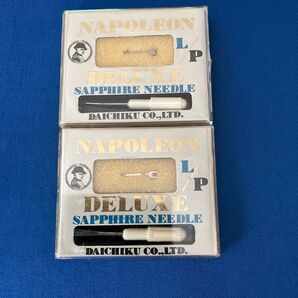 NAPOLEON
L/P
DELUXE
SAPPHIRE NEEDLE
DAICHIKU CO.,LTD.
NAPOLEON
L/P
DELUXE
SAPPHIRE NEEDLE
DAICHIKU CO.,LTD.